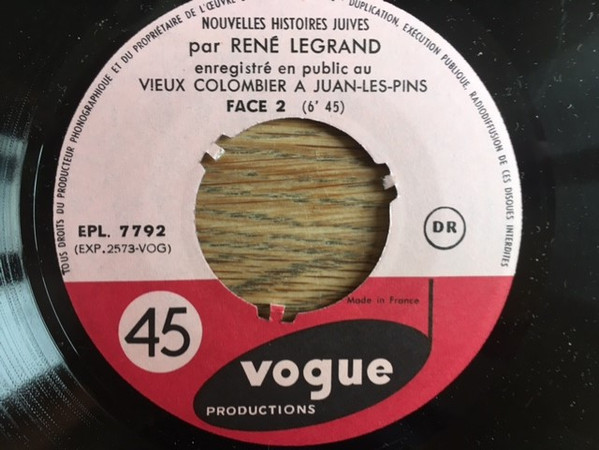 TOUS DROITS DU PRODUCTEUR PHONOGRAPHIQUE ET DU PROPRIÉTAIRE DE L'ŒUVRE
DUPLICATION, EXÉCUTION PUBLIQUE, RADIODIFFUSION DE CES DISQUES INTERDITES
NOUVELLES HISTOIRES JUIVES
par RENÉ LEGRAND
enregistré en public au
VIEUX COLOMBIER A JUAN-LES-PINS
FACE 2 (6' 45)
EPL. 7792
(EXP.2573-VOG)
DR
Made in France
45
vogue
PRODUCTIONS